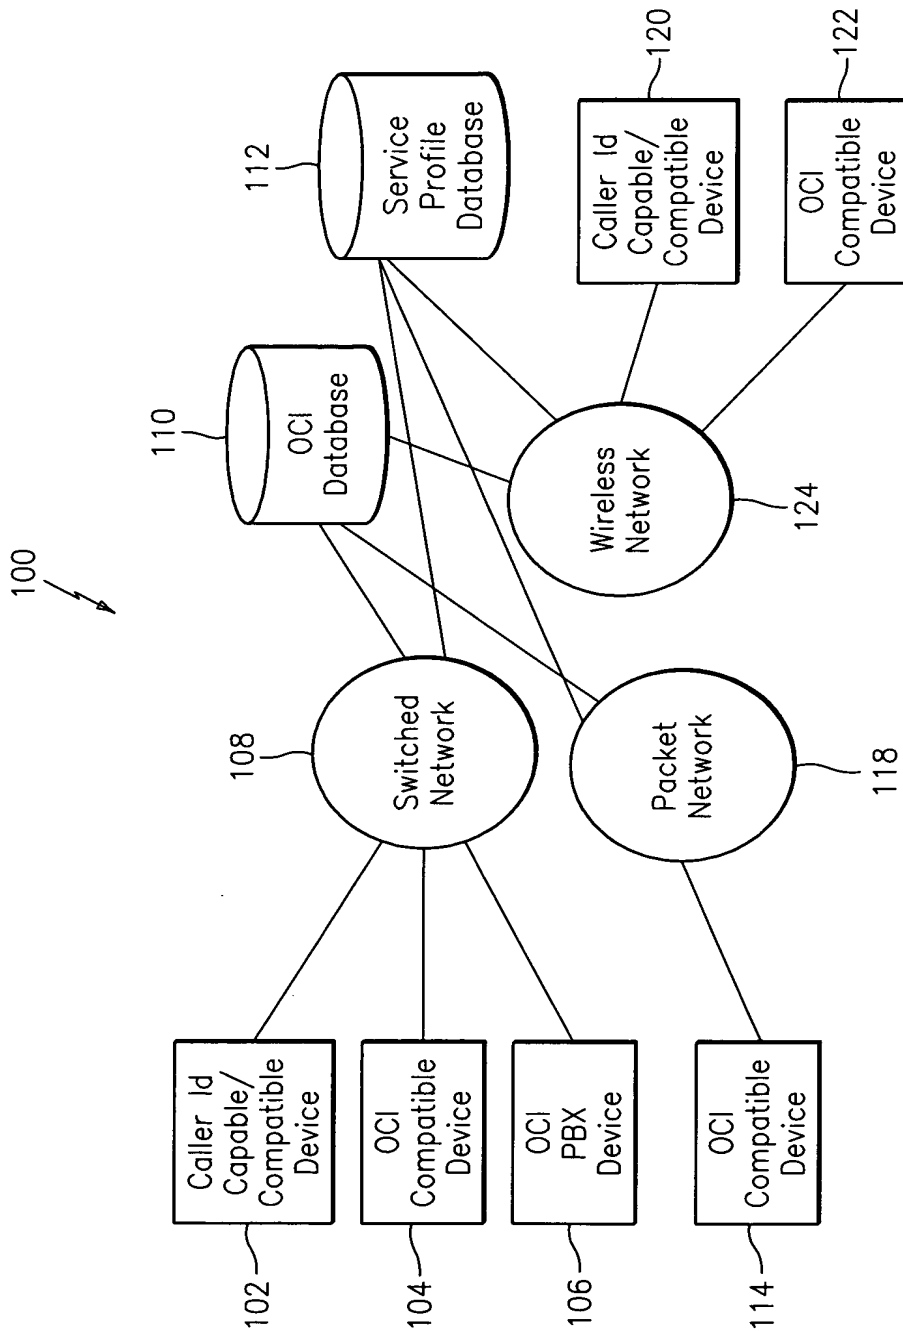 100
102
Caller Id
Capable/
Compatible
Device
104
OCI
Compatible
Device
106
OCI
PBX
Device
114
OCI
Compatible
Device
108
Switched
Network
Packet
Network
118
110
OCI
Database
112
Service
Profile
Database
Wireless
Network
124
Caller Id
Capable/
Compatible
Device
120
OCI
Compatible
Device
122